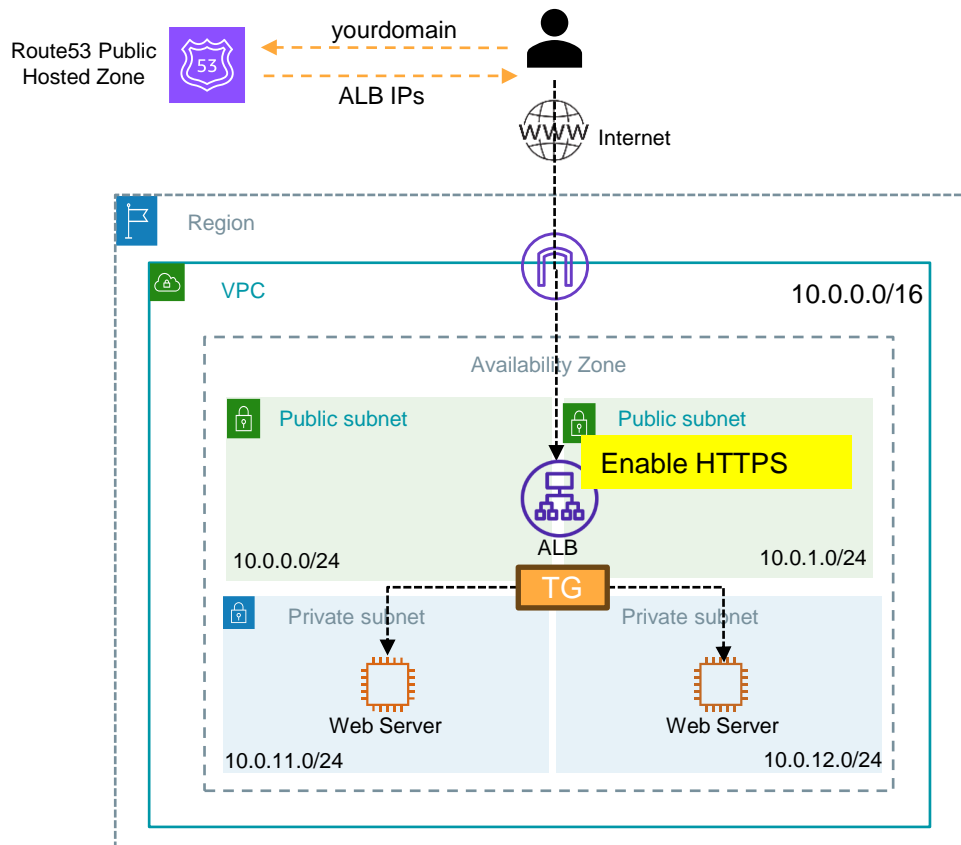 yourdomain
Route53 Public
Hosted Zone
53
ALB IPs
WWW
Internet
Region
VPC
10.0.0.0/16
Availability Zone
Public subnet
Public subnet
Enable HTTPS
ALB
10.0.0.0/24
10.0.1.0/24
TG
Private subnet
Private subnet
Web Server
Web Server
10.0.11.0/24
10.0.12.0/24